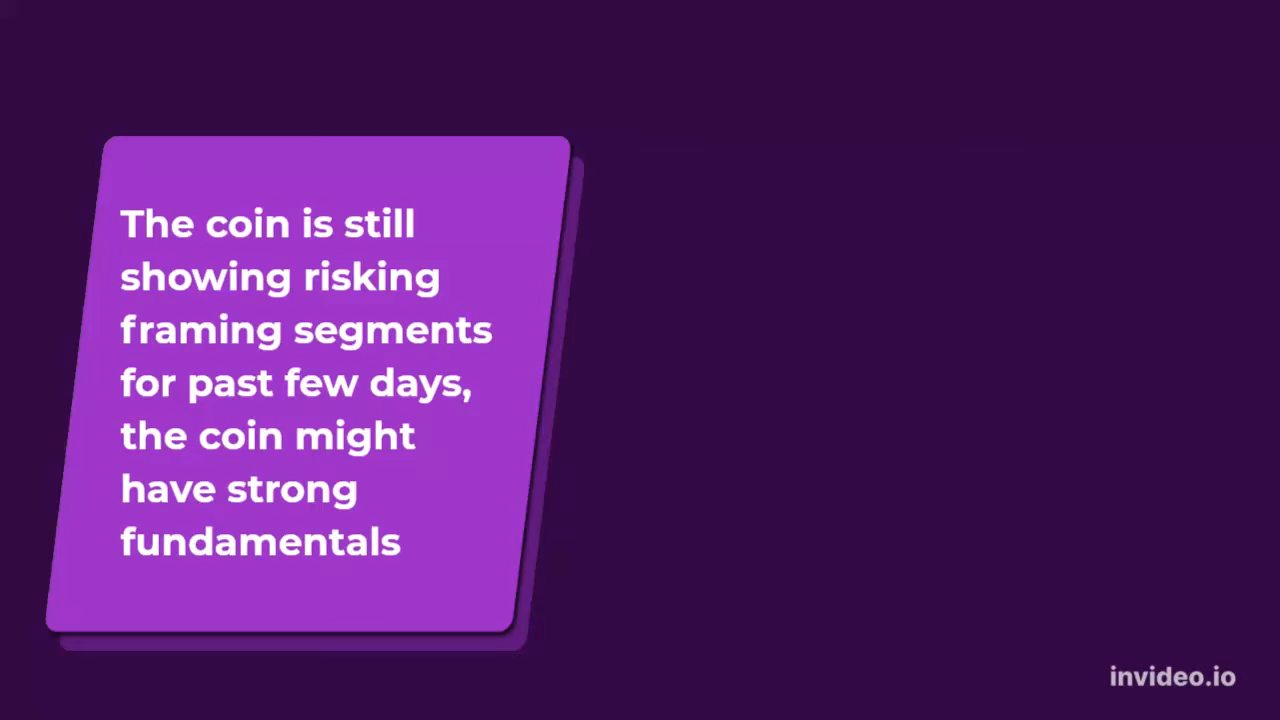 The coin is still
showing risking
framing segments
for past few days,
the coin might
have strong
fundamentals
invideo.io